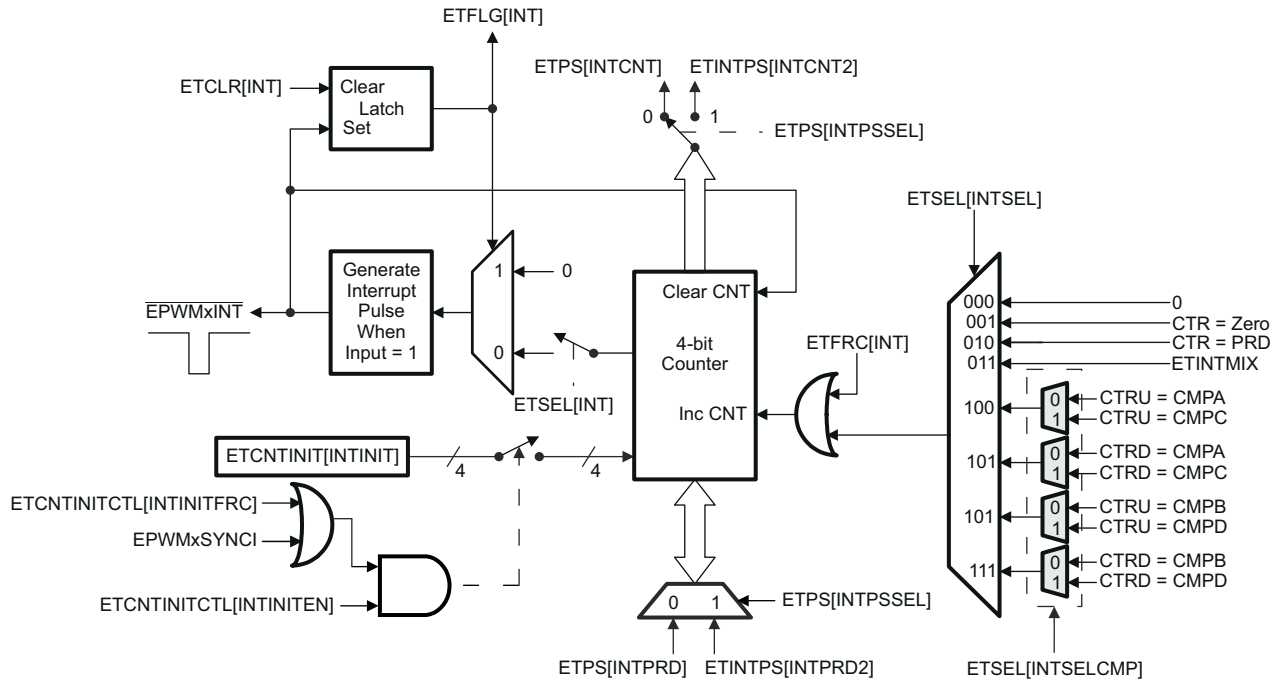 ETFLG[INT]
ETCLR[INT]
Clear
Latch
Set
ETPS[INTCNT]
ETINTPS[INTCNT2]
0
1
ETPS[INTPSSEL]
ETSEL[INTSEL]
EPWMxINT
Generate
Interrupt
Pulse
When
Input = 1
1
0
0
ETSEL[INT]
Clear CNT
4-bit
Counter
Inc CNT
ETFRC[INT]
000
001
010
011
100
101
101
111
0
CTR = Zero
CTR = PRD
ETINTMIX
0
1
CTRU = CMPA
CTRU = CMPC
0
1
CTRD = CMPA
CTRD = CMPC
0
1
CTRU = CMPB
CTRU = CMPD
0
1
CTRD = CMPB
CTRD = CMPD
ETSEL[INTSELCMP]
ETCNTINIT[INTINIT]
4
4
ETCNTINITCTL[INTINITFRC]
EPWMxSYNCI
ETCNTINITCTL[INTINITEN]
0
1
ETPS[INTPSSEL]
ETPS[INTPRD]
ETINTPS[INTPRD2]